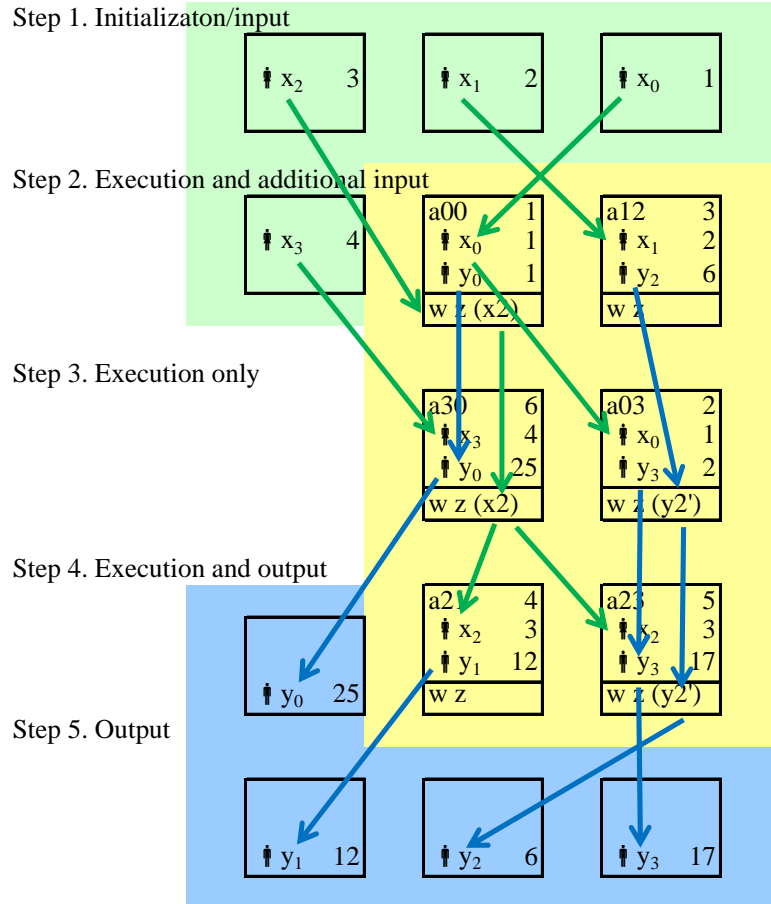 Step 1. Initializaton/input
x2 3
x1 2
x0 1
Step 2. Execution and additional input
x3 4
a00 1
x0 1
y0 1
w z (x2)
a12 3
x1 2
y2 6
w z
Step 3. Execution only
a30 6
x3 4
y0 25
w z (x2)
a03 2
x0 1
y3 2
w z (y2')
Step 4. Execution and output
y0 25
a21 4
x2 3
y1 12
w z
a23 5
x2 3
y3 17
w z (y2')
Step 5. Output
y1 12
y2 6
y3 17